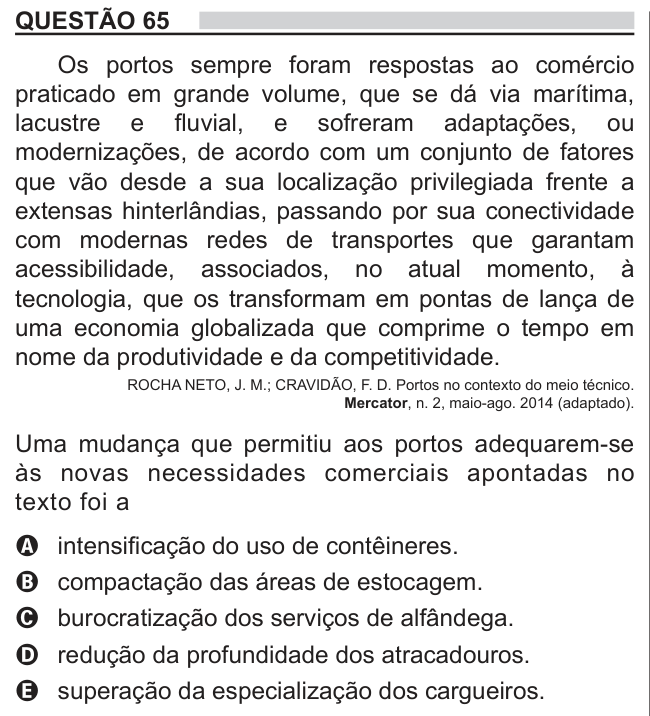 QUESTÃO 65
Os portos sempre foram respostas ao comércio
praticado em grande volume, que se dá via marítima,
lacustre e fluvial, e sofreram adaptações, ou
modernizações, de acordo com um conjunto de fatores
que vão desde a sua localização privilegiada frente a
extensas hinterlândias, passando por sua conectividade
com modernas redes de transportes que garantam
acessibilidade, associados, no atual momento, à
tecnologia, que os transformam em pontas de lança de
uma economia globalizada que comprime o tempo em
nome da produtividade e da competitividade.
ROCHA NETO, J. M.; CRAVIDÃO, F. D. Portos no contexto do meio técnico.
Mercator, n. 2, maio-ago. 2014 (adaptado).
Uma mudança que permitiu aos portos adequarem-se
às novas necessidades comerciais apontadas no
texto foi a
A intensificação do uso de contêineres.
B compactação das áreas de estocagem.
C burocratização dos serviços de alfândega.
D redução da profundidade dos atracadouros.
E superação da especialização dos cargueiros.